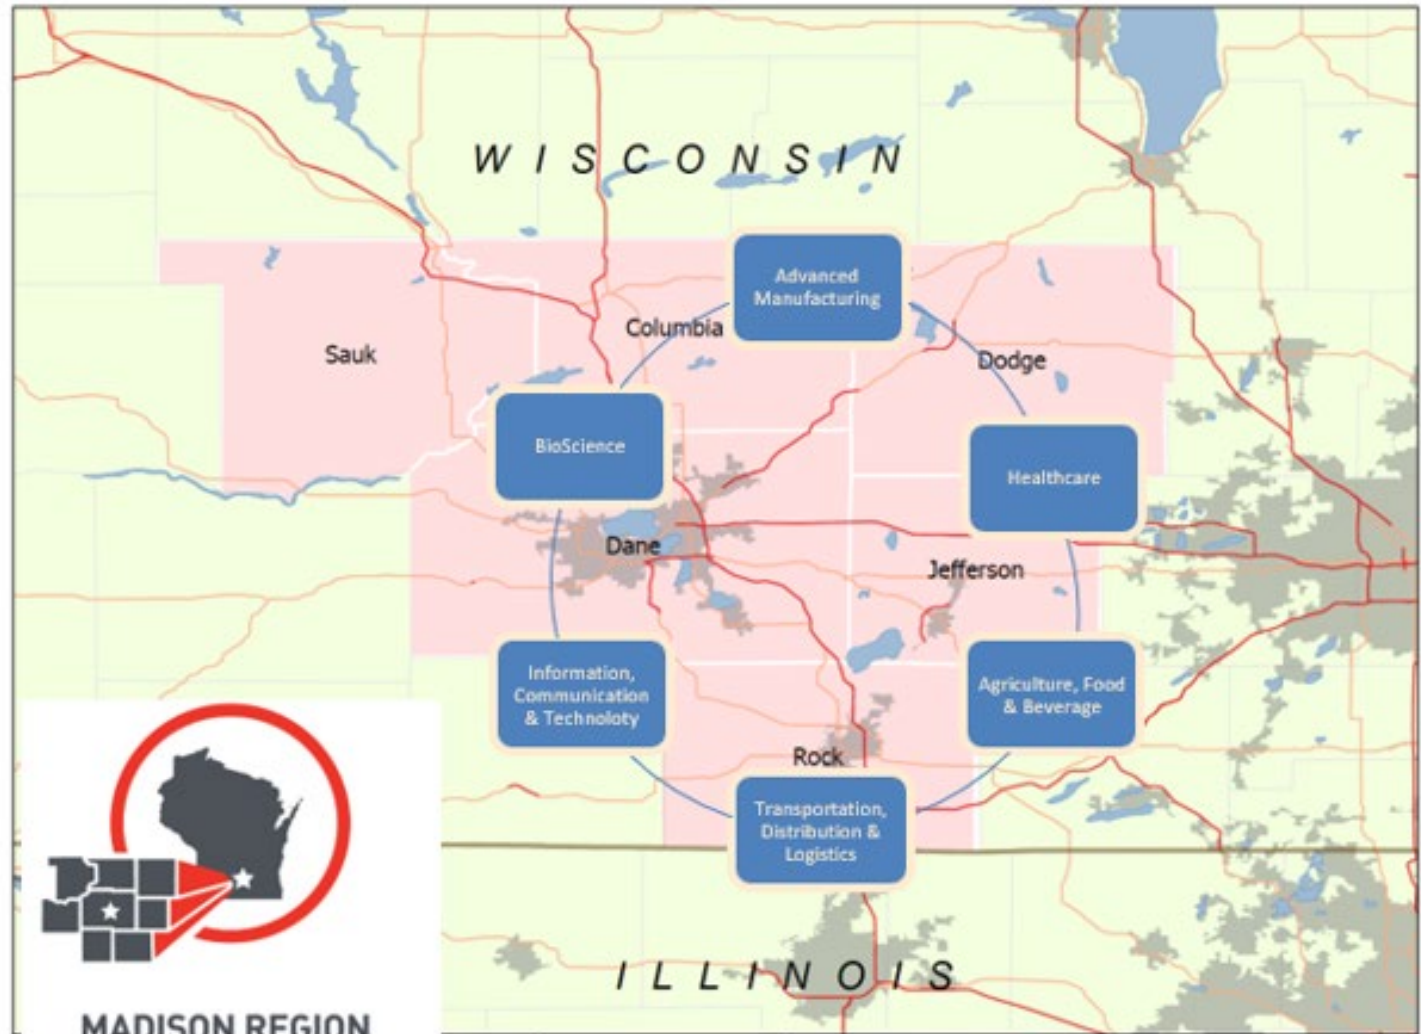 WISCONSIN
Advanced
Manufacturing
Columbia
Sauk
Dodge
BioScience
Healthcare
Dane
Jefferson
Information,
Communication
& Technoloty
Agriculture, Food
& Beverage
Rock
Transportation,
Distribution &
Logistics
ILLINOIS
MADISON REGION